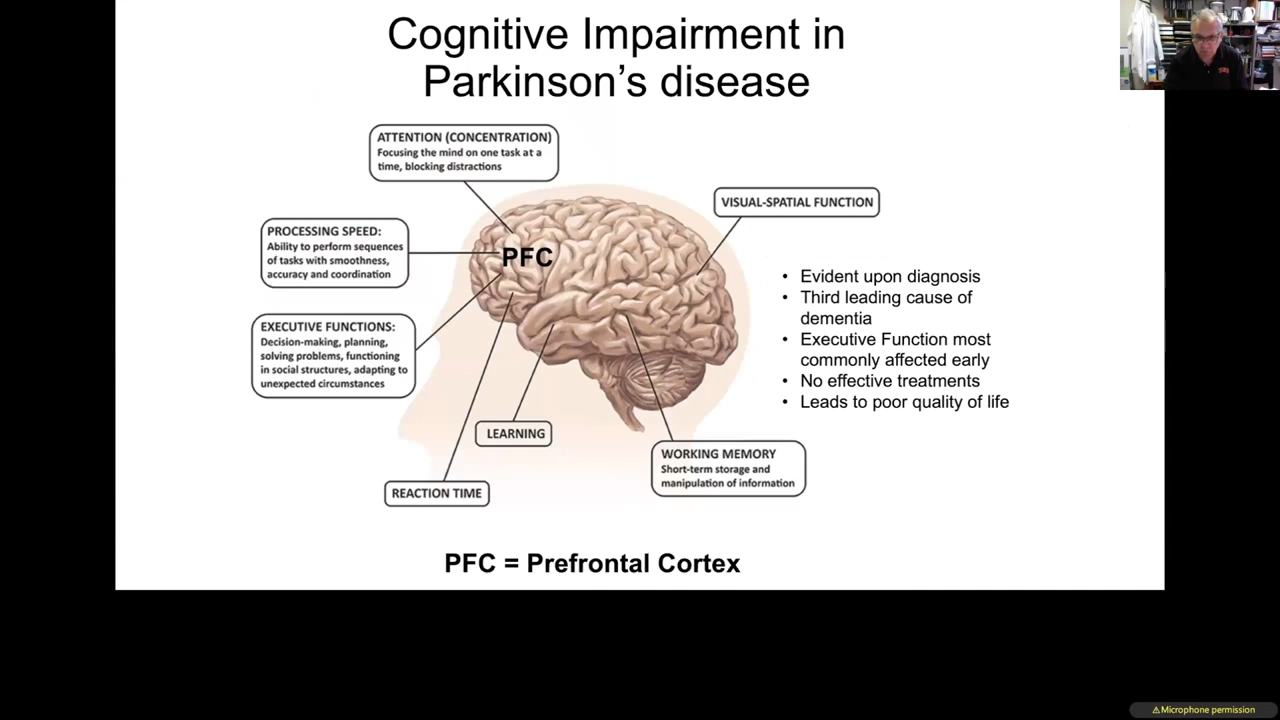 Cognitive Impairment in
Parkinson’s disease
ATTENTION (CONCENTRATION)
Focusing the mind on one task at a
time, blocking distractions
VISUAL-SPATIAL FUNCTION
PROCESSING SPEED:
Ability to perform sequences
of tasks with smoothness,
accuracy and coordination
PFC
EXECUTIVE FUNCTIONS:
Decision-making, planning,
solving problems, functioning
in social structures, adapting to
unexpected circumstances
• Evident upon diagnosis
• Third leading cause of
dementia
• Executive Function most
commonly affected early
• No effective treatments
• Leads to poor quality of life
LEARNING
WORKING MEMORY
Short-term storage and
manipulation of information
REACTION TIME
PFC = Prefrontal Cortex
⚠Microphone permission